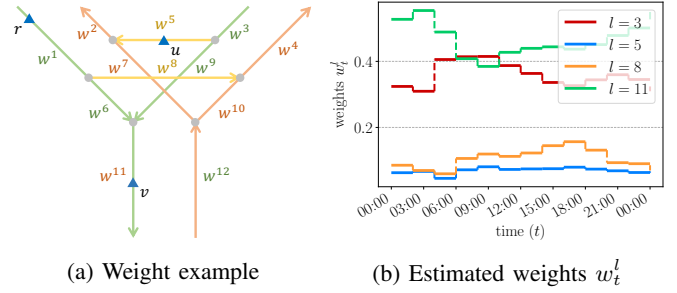 r
w^2
w^5
u
w^3
w^4
w^1
w^7
w^8
w^9
w^6
w^10
w^11
v
w^12
(a) Weight example
weights w_t^l
0.4
0.2
l = 3
l = 5
l = 8
l = 11
00:00 03:00 06:00 09:00 12:00 15:00 18:00 21:00 00:00
time (t)
(b) Estimated weights w_t^l